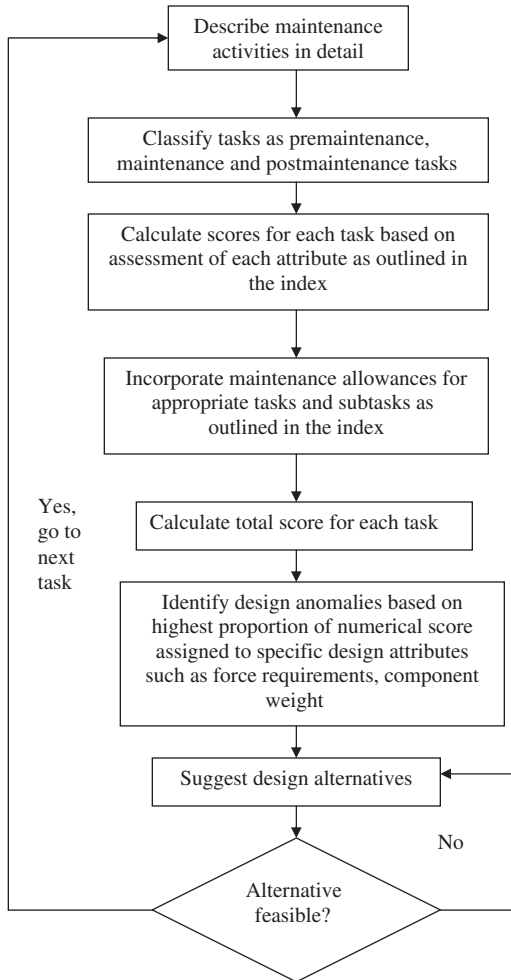 Describe maintenance
activities in detail
Classify tasks as premaintenance,
maintenance and postmaintenance tasks
Calculate scores for each task based on
assessment of each attribute as outlined in
the index
Incorporate maintenance allowances for
appropriate tasks and subtasks as
outlined in the index
Yes,
go to
next
task
Calculate total score for each task
Identify design anomalies based on
highest proportion of numerical score
assigned to specific design attributes
such as force requirements, component
weight
Suggest design alternatives
No
Alternative
feasible?